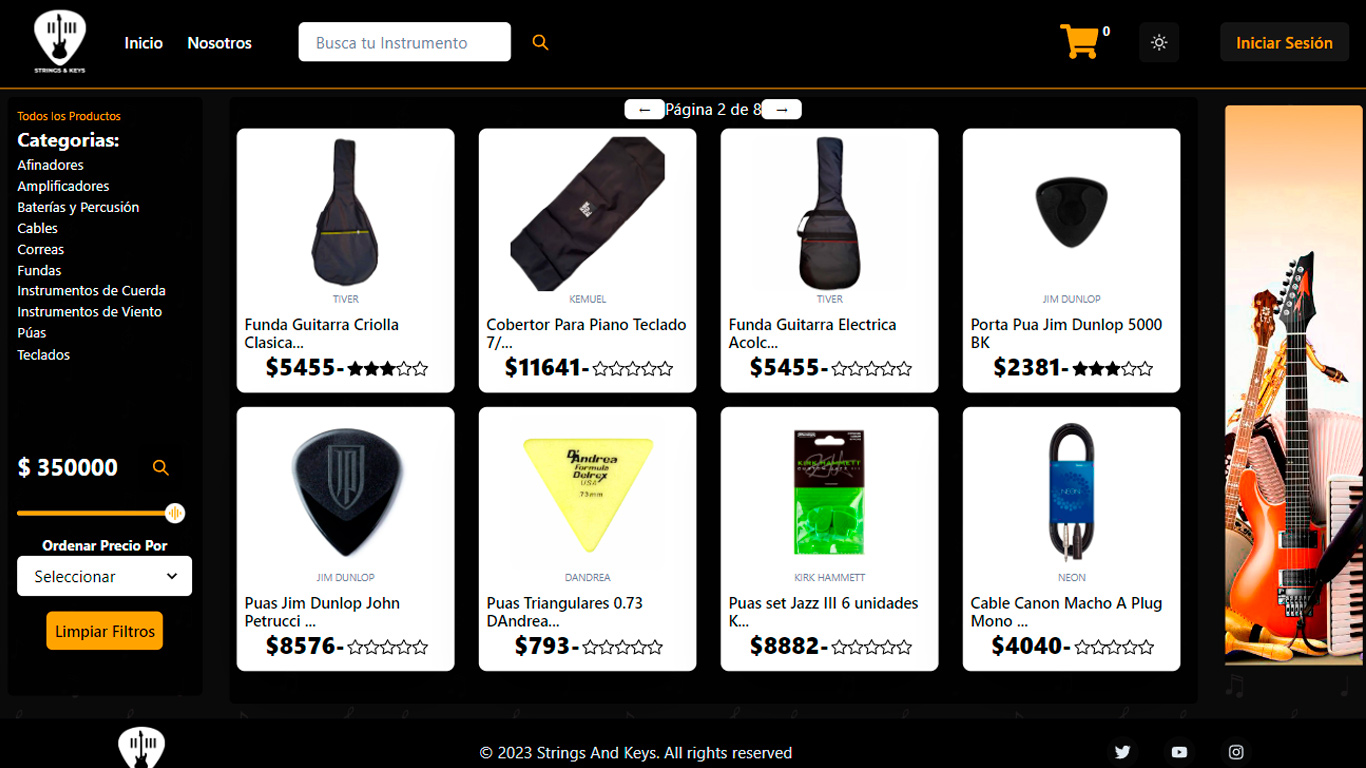 STRINGS & KEYS
Inicio
Nosotros
Busca tu Instrumento
0
Iniciar Sesión
Todos los Productos
Categorias:
Afinadores
Amplificadores
Baterías y Percusión
Cables
Correas
Fundas
Instrumentos de Cuerda
Instrumentos de Viento
Púas
Teclados
$ 350000
Ordenar Precio Por
Seleccionar
Limpiar Filtros
← Página 2 de 8 →
TIVER
Funda Guitarra Criolla
Clasica...
$5455-
KEMUEL
Cobertor Para Piano Teclado
7/...
$11641-
TIVER
Funda Guitarra Electrica
Acolc...
$5455-
JIM DUNLOP
Porta Pua Jim Dunlop 5000
BK
$2381-
JP
JIM DUNLOP
Puas Jim Dunlop John
Petrucci ...
$8576-
D'Andrea
Formula
Delrex
USA
.73mm
DANDREA
Puas Triangulares 0.73
DAndrea...
$793-
KIRK HAMMETT
KIRK HAMMETT
Puas set Jazz III 6 unidades
K...
$8882-
NEON
NEON
Cable Canon Macho A Plug
Mono ...
$4040-
© 2023 Strings And Keys. All rights reserved